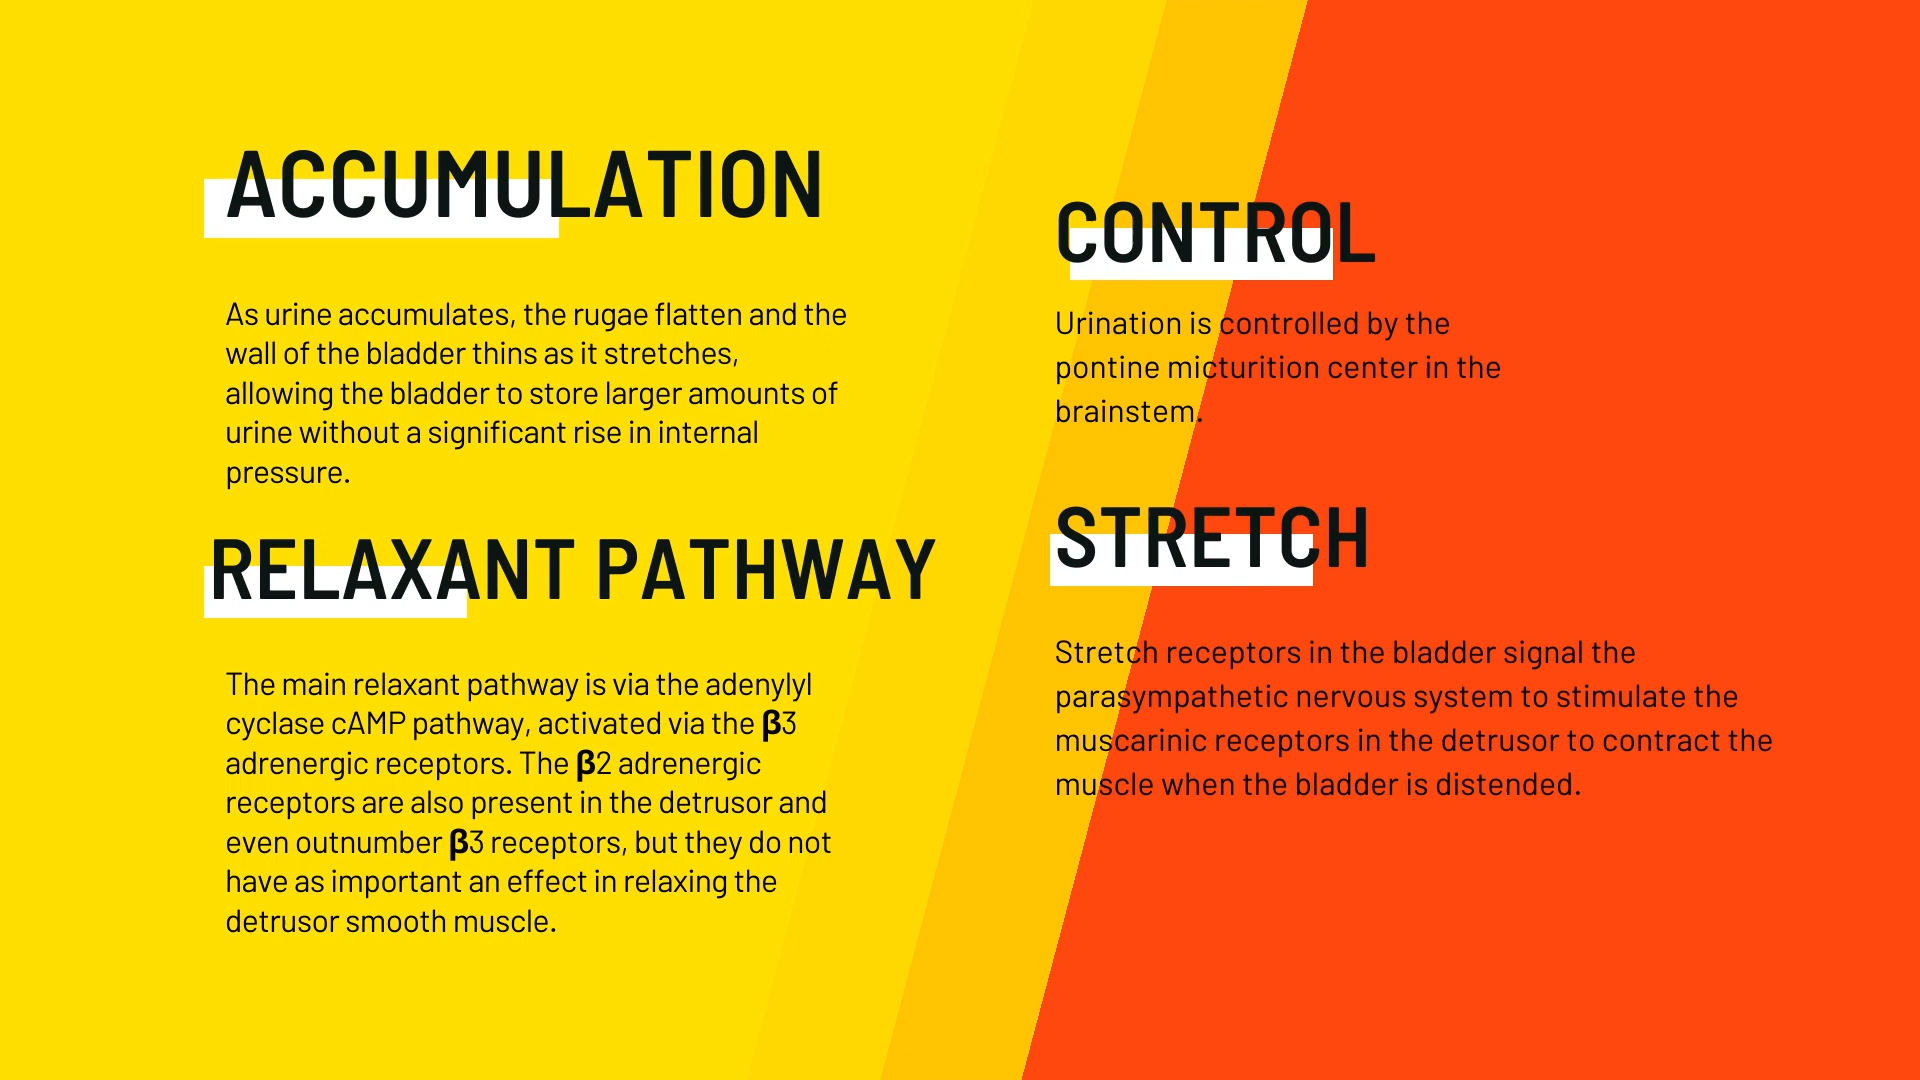 ACCUMULATION
As urine accumulates, the rugae flatten and the
wall of the bladder thins as it stretches,
allowing the bladder to store larger amounts of
urine without a significant rise in internal
pressure.
RELAXANT PATHWAY
The main relaxant pathway is via the adenylyl
cyclase cAMP pathway, activated via the β3
adrenergic receptors. The β2 adrenergic
receptors are also present in the detrusor and
even outnumber β3 receptors, but they do not
have as important an effect in relaxing the
detrusor smooth muscle.
CONTROL
Urination is controlled by the
pontine micturition center in the
brainstem.
STRETCH
Stretch receptors in the bladder signal the
parasympathetic nervous system to stimulate the
muscarinic receptors in the detrusor to contract the
muscle when the bladder is distended.